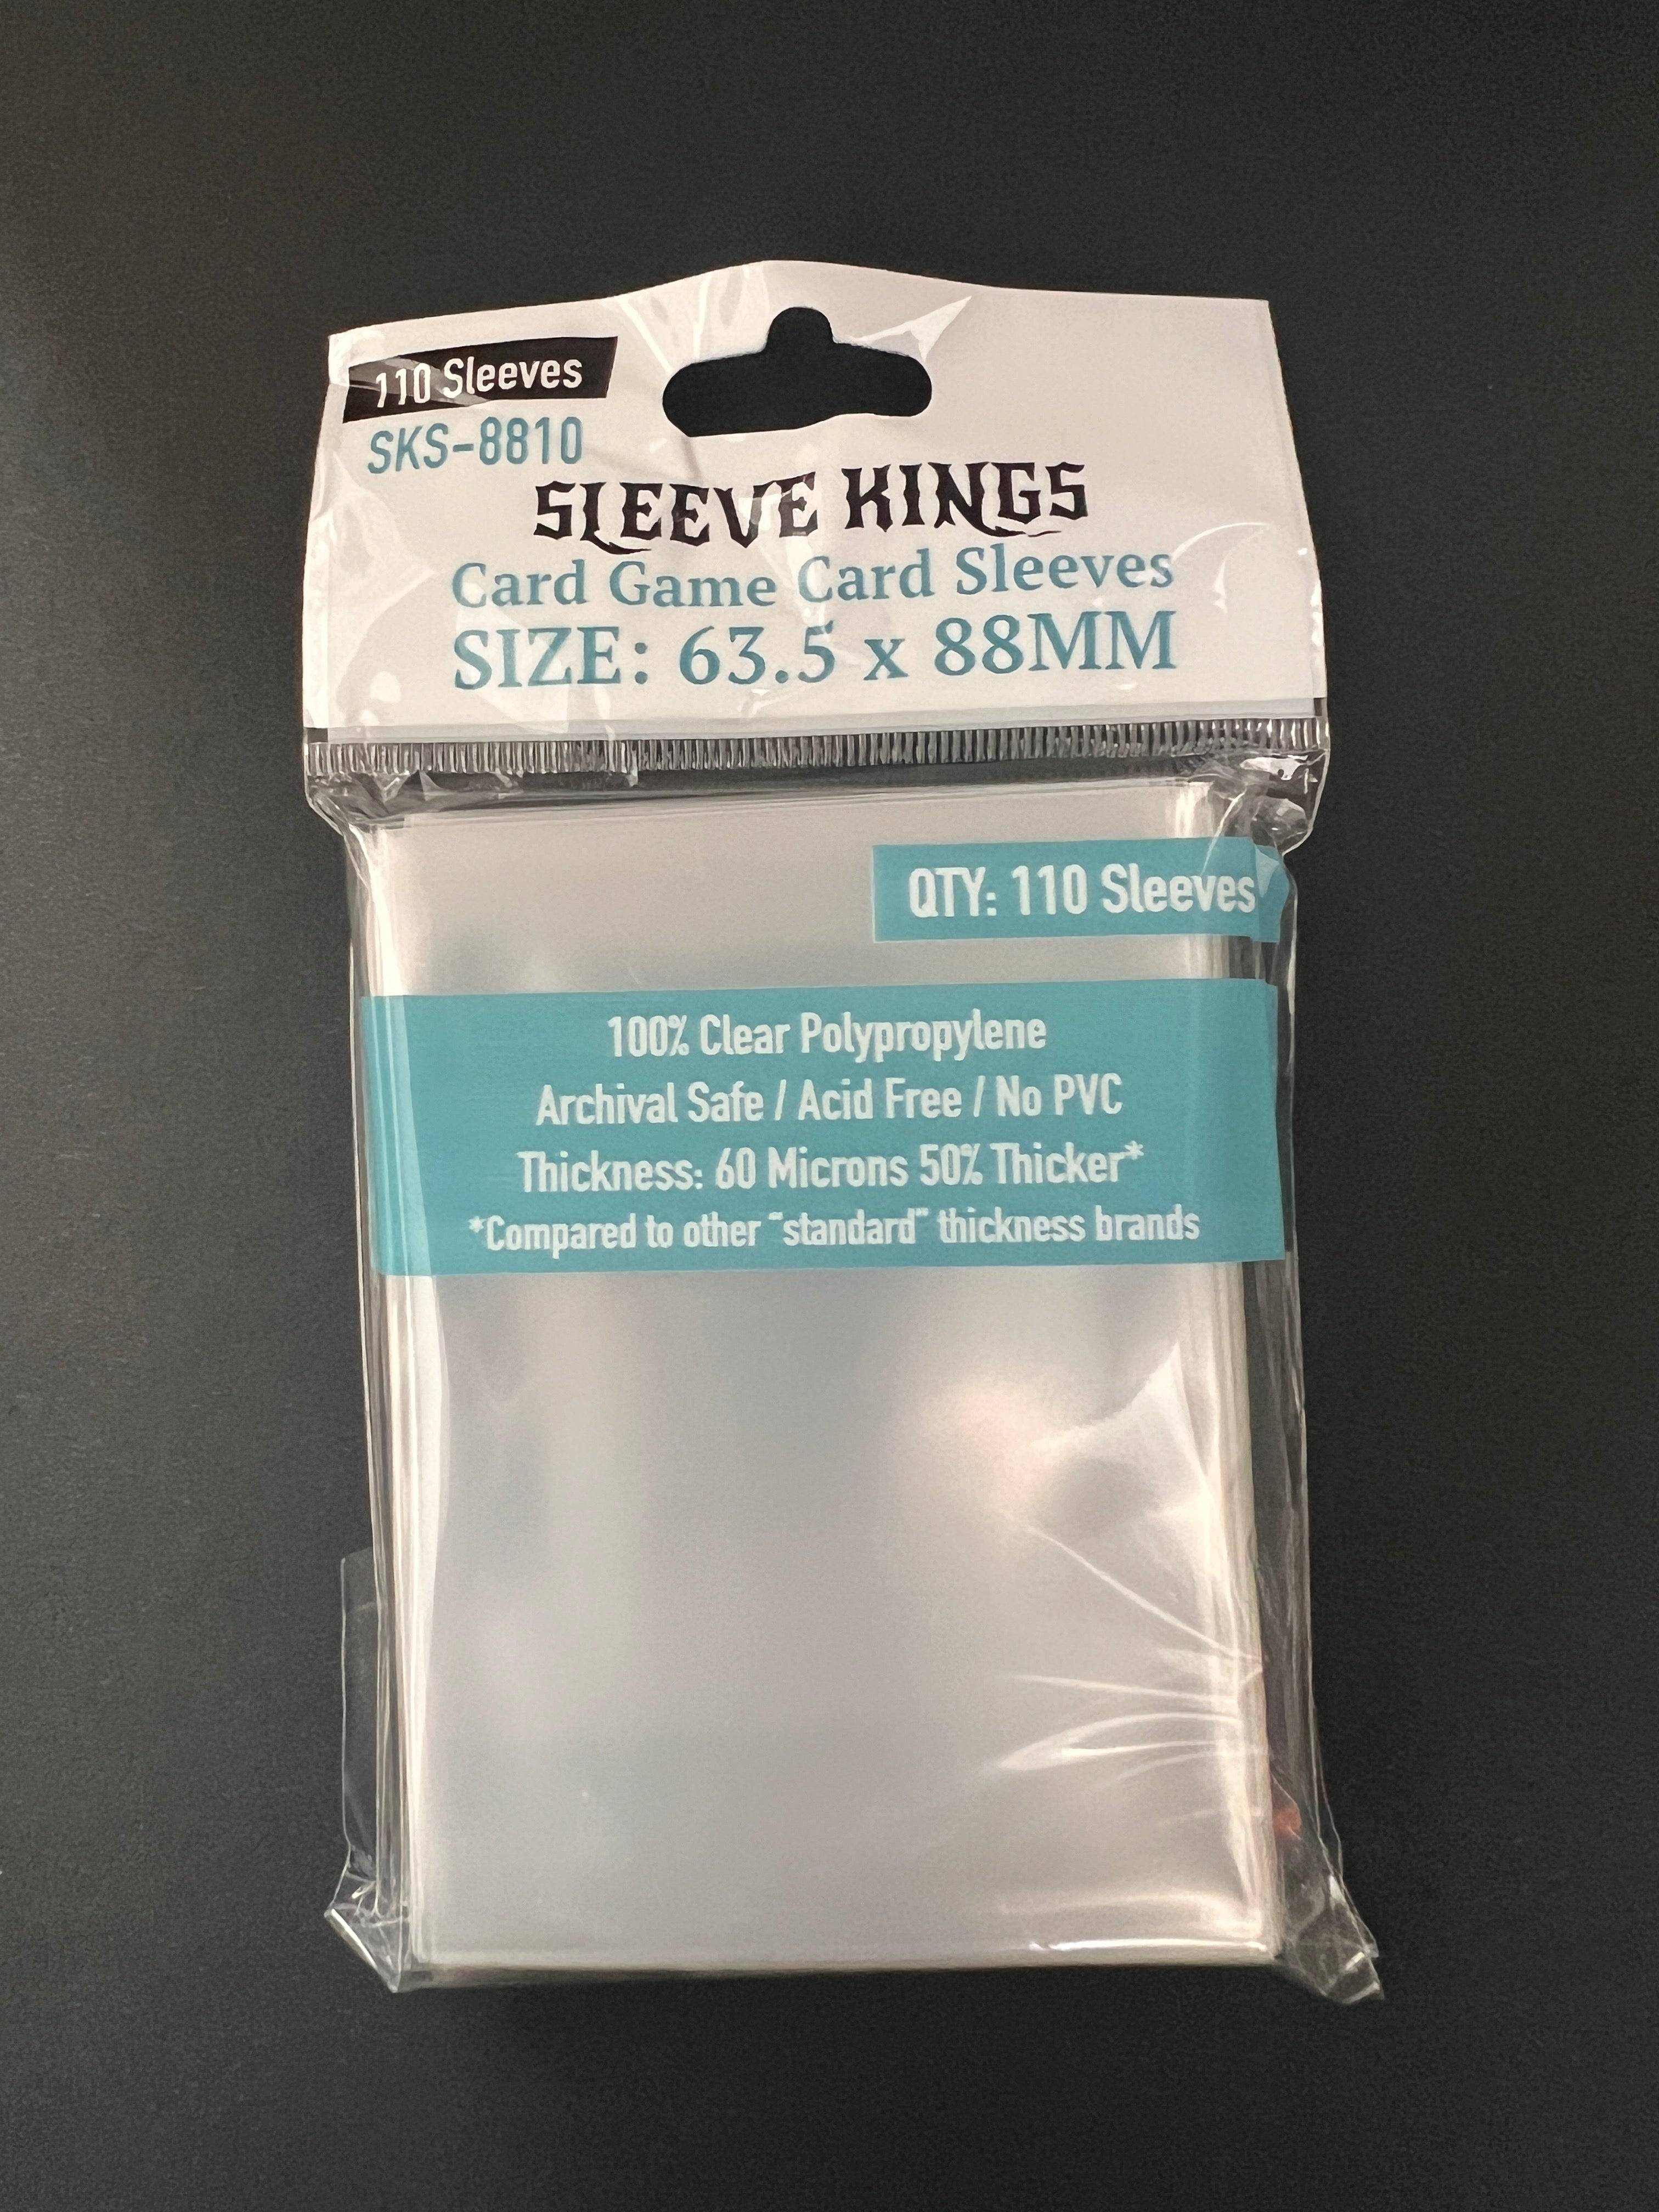 110 Sleeves
SKS-8810
SLEEVE KINGS
Card Game Card Sleeves
SIZE: 63.5 x 88MM
QTY: 110 Sleeves
100% Clear Polypropylene
Archival Safe / Acid Free / No PVC
Thickness: 60 Microns 50% Thicker*
*Compared to other "standard" thickness brands